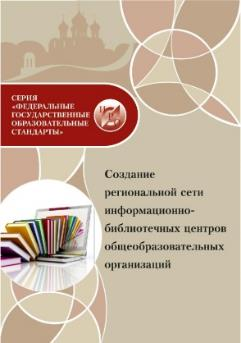 СЕРИЯ
«ФЕДЕРАЛЬНЫЕ
ГОСУДАРСТВЕННЫЕ
ОБРАЗОВАТЕЛЬНЫЕ
СТАНДАРТЫ»
Создание
региональной сети
информационно-
библиотечных центров
общеобразовательных
организаций